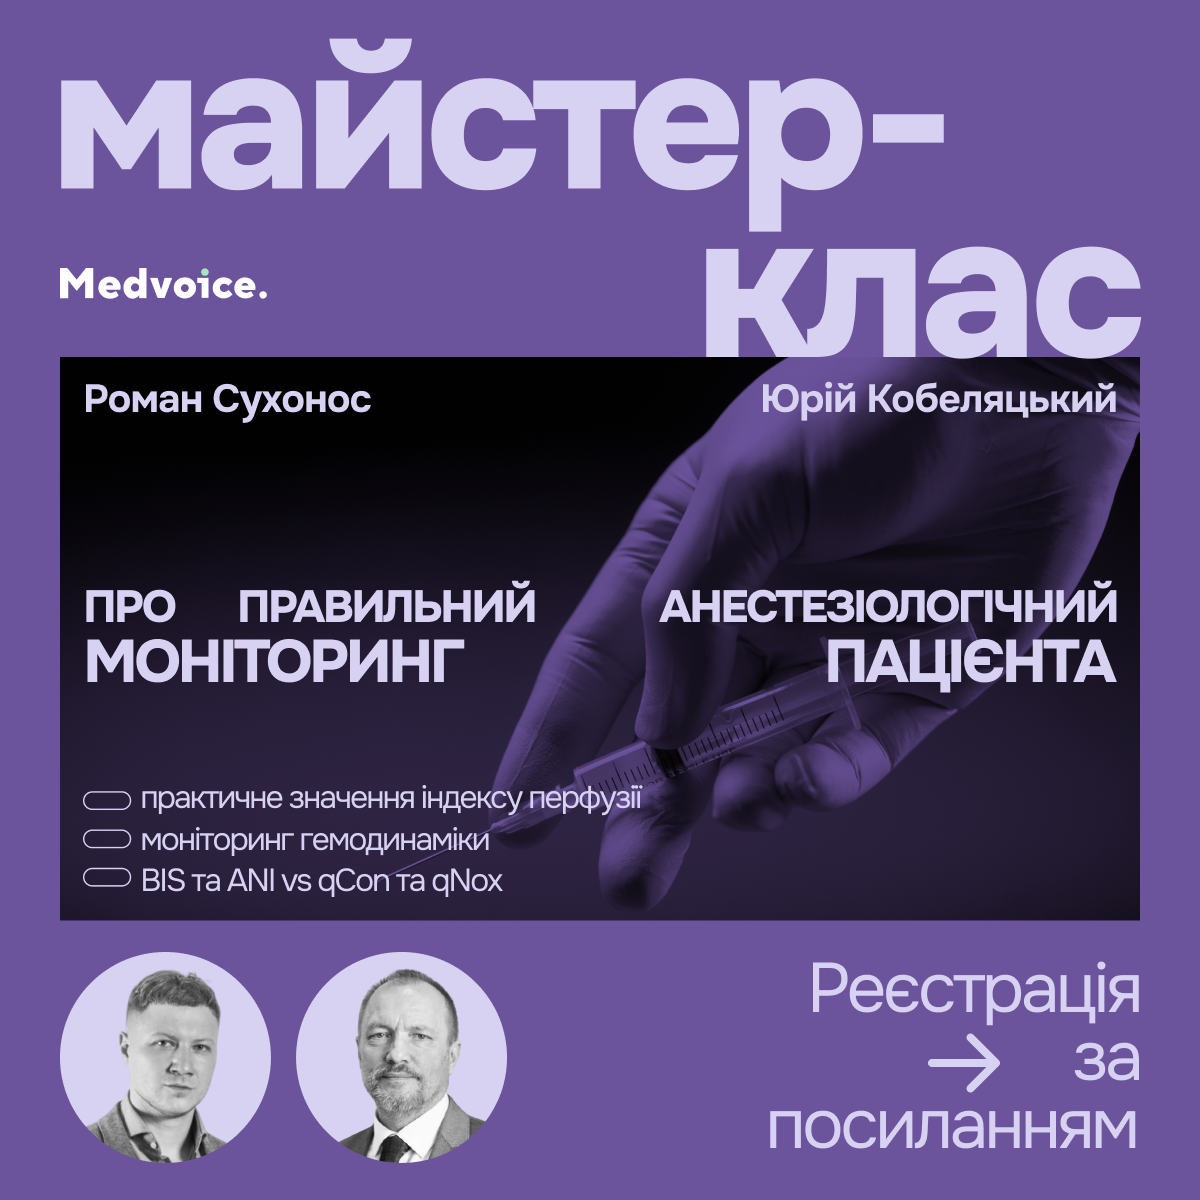 майстер-
клас
Medvoice.
Роман Сухонос
Юрій Кобеляцький
ПРО ПРАВИЛЬНИЙ АНЕСТЕЗІОЛОГІЧНИЙ
МОНІТОРИНГ ПАЦІЄНТА
практичне значення індексу перфузії
моніторинг гемодинаміки
BIS та ANI vs qCon та qNox
Реєстрація
за
посиланням